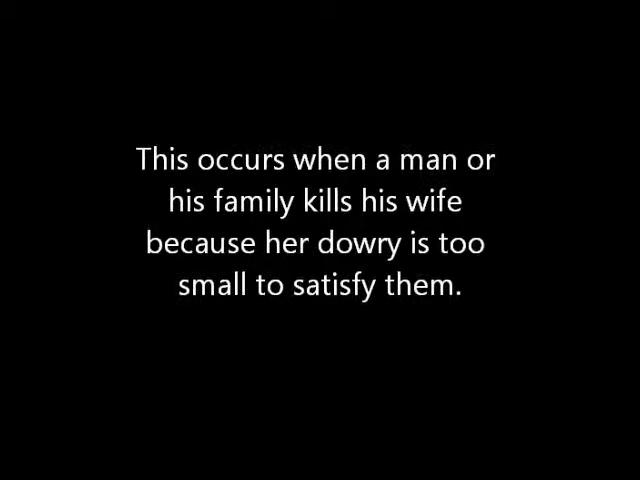 This occurs when a man or
his family kills his wife
because her dowry is too
small to satisfy them.